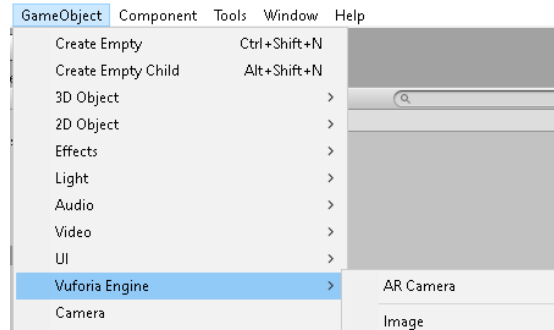 GameObject Component Tools Window Help
Create Empty Ctrl+Shift+N
Create Empty Child Alt+Shift+N
3D Object >
2D Object >
Effects >
Light >
Audio >
Video >
UI >
Vuforia Engine >
AR Camera
Camera
Image